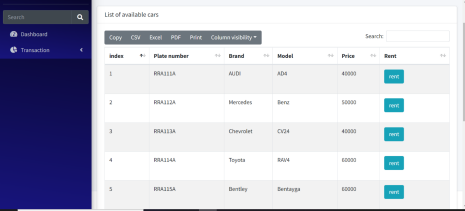 Search
Dashboard
Transaction
List of available cars
Copy CSV Excel PDF Print Column visibility
Search:
index Plate number Brand Model Price Rent
1 RRA111A AUDI AD4 40000 rent
2 RRA112A Mercedes Benz 50000 rent
3 RRA113A Chevrolet CV24 40000 rent
4 RRA114A Toyota RAV4 60000 rent
5 RRA115A Bentley Bentayga 60000 rent